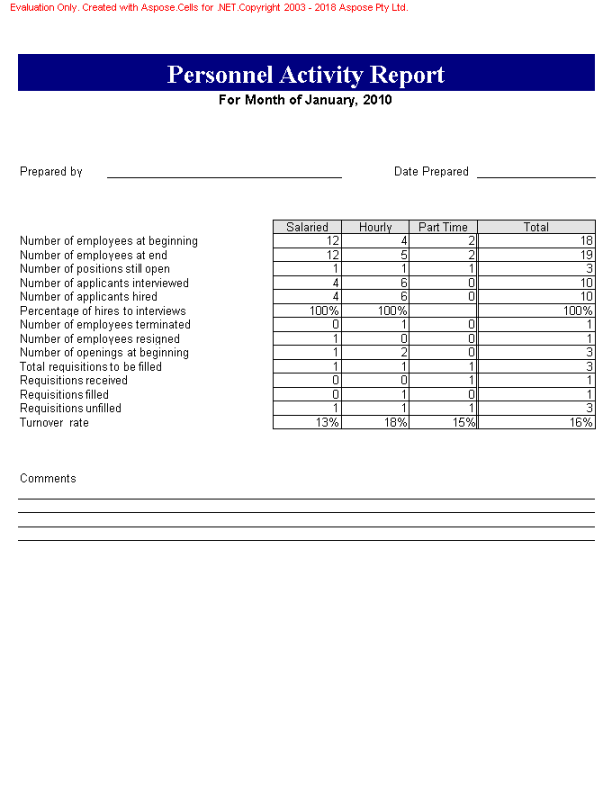 Evaluation Only. Created with Aspose.Cells for .NET.Copyright 2003 - 2018 Aspose Pty Ltd.
Personnel Activity Report
For Month of January, 2010
Prepared by Date Prepared
Salaried Hourly Part Time Total
Number of employees at beginning 12 4 2 18
Number of employees at end 12 5 2 19
Number of positions still open 1 1 1 3
Number of applicants interviewed 4 6 0 10
Number of applicants hired 4 6 0 10
Percentage of hires to interviews 100% 100% 100%
Number of employees terminated 0 1 0 1
Number of employees resigned 1 0 0 1
Number of openings at beginning 1 2 0 3
Total requisitions to be filled 1 1 1 3
Requisitions received 0 0 1 1
Requisitions filled 0 1 0 1
Requisitions unfilled 1 1 1 3
Turnover rate 13% 18% 15% 16%
Comments